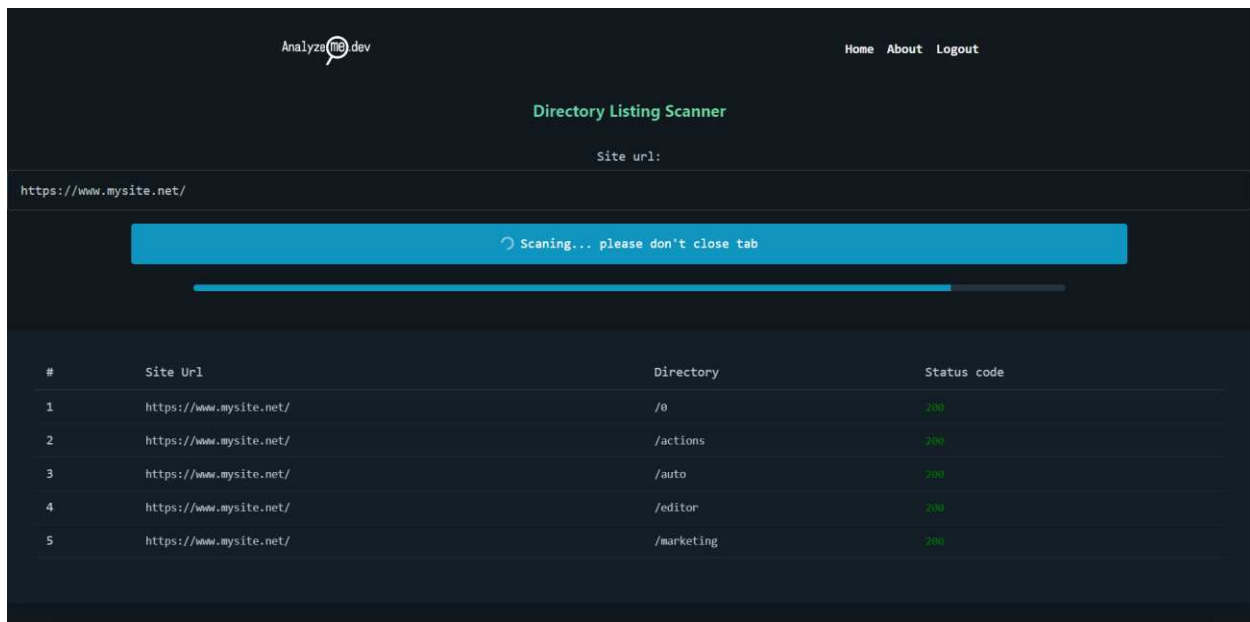 Analyze me .dev Home About Logout
Directory Listing Scanner
Site url:
https://www.mysite.net/
Scaning... please don't close tab
# Site Url Directory Status code
1 https://www.mysite.net/ /0 200
2 https://www.mysite.net/ /actions 200
3 https://www.mysite.net/ /auto 200
4 https://www.mysite.net/ /editor 200
5 https://www.mysite.net/ /marketing 200